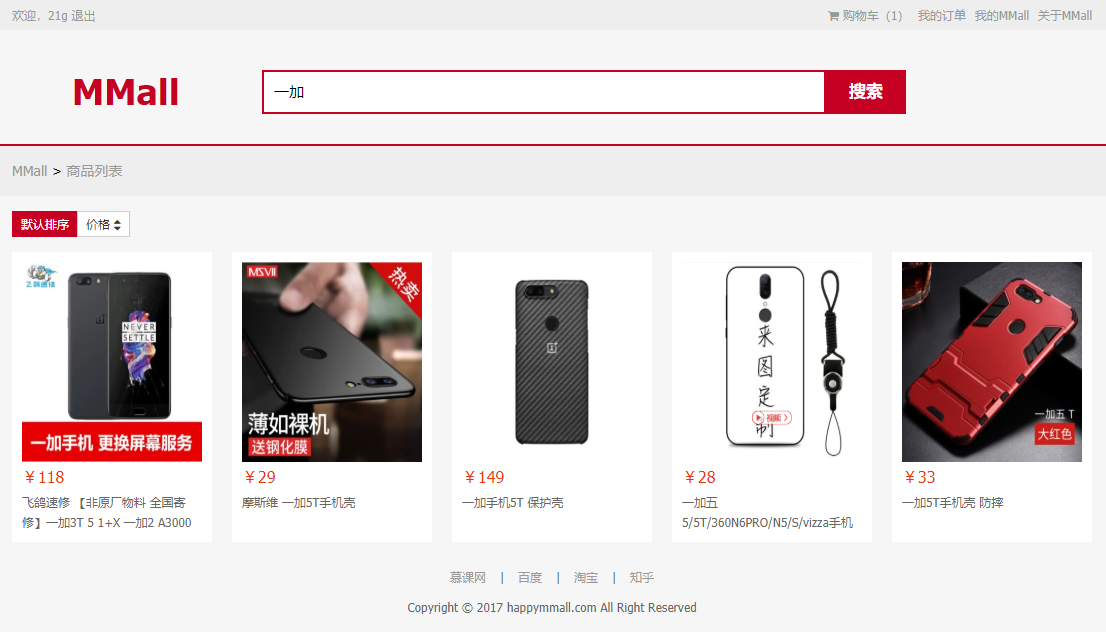 欢迎，21g 退出
购物车（1） 我的订单 我的MMall 关于MMall
MMall
一加
搜索
MMall > 商品列表
默认排序 价格
乙鸽速修
NEVER
SETTLE
一加手机 更换屏幕服务
￥118
飞鸽速修 【非原厂物料 全国寄
修】一加3T 5 1+X 一加2 A3000
MSVII
热卖
薄如裸机
送钢化膜
￥29
摩斯维 一加5T手机壳
￥149
一加手机5T 保护壳
来
图
定
制
视频
￥28
一加五
5/5T/360N6PRO/N5/S/vizza手机
一加五 T
大红色
￥33
一加5T手机壳 防摔
慕课网 | 百度 | 淘宝 | 知乎
Copyright © 2017 happymmall.com All Right Reserved